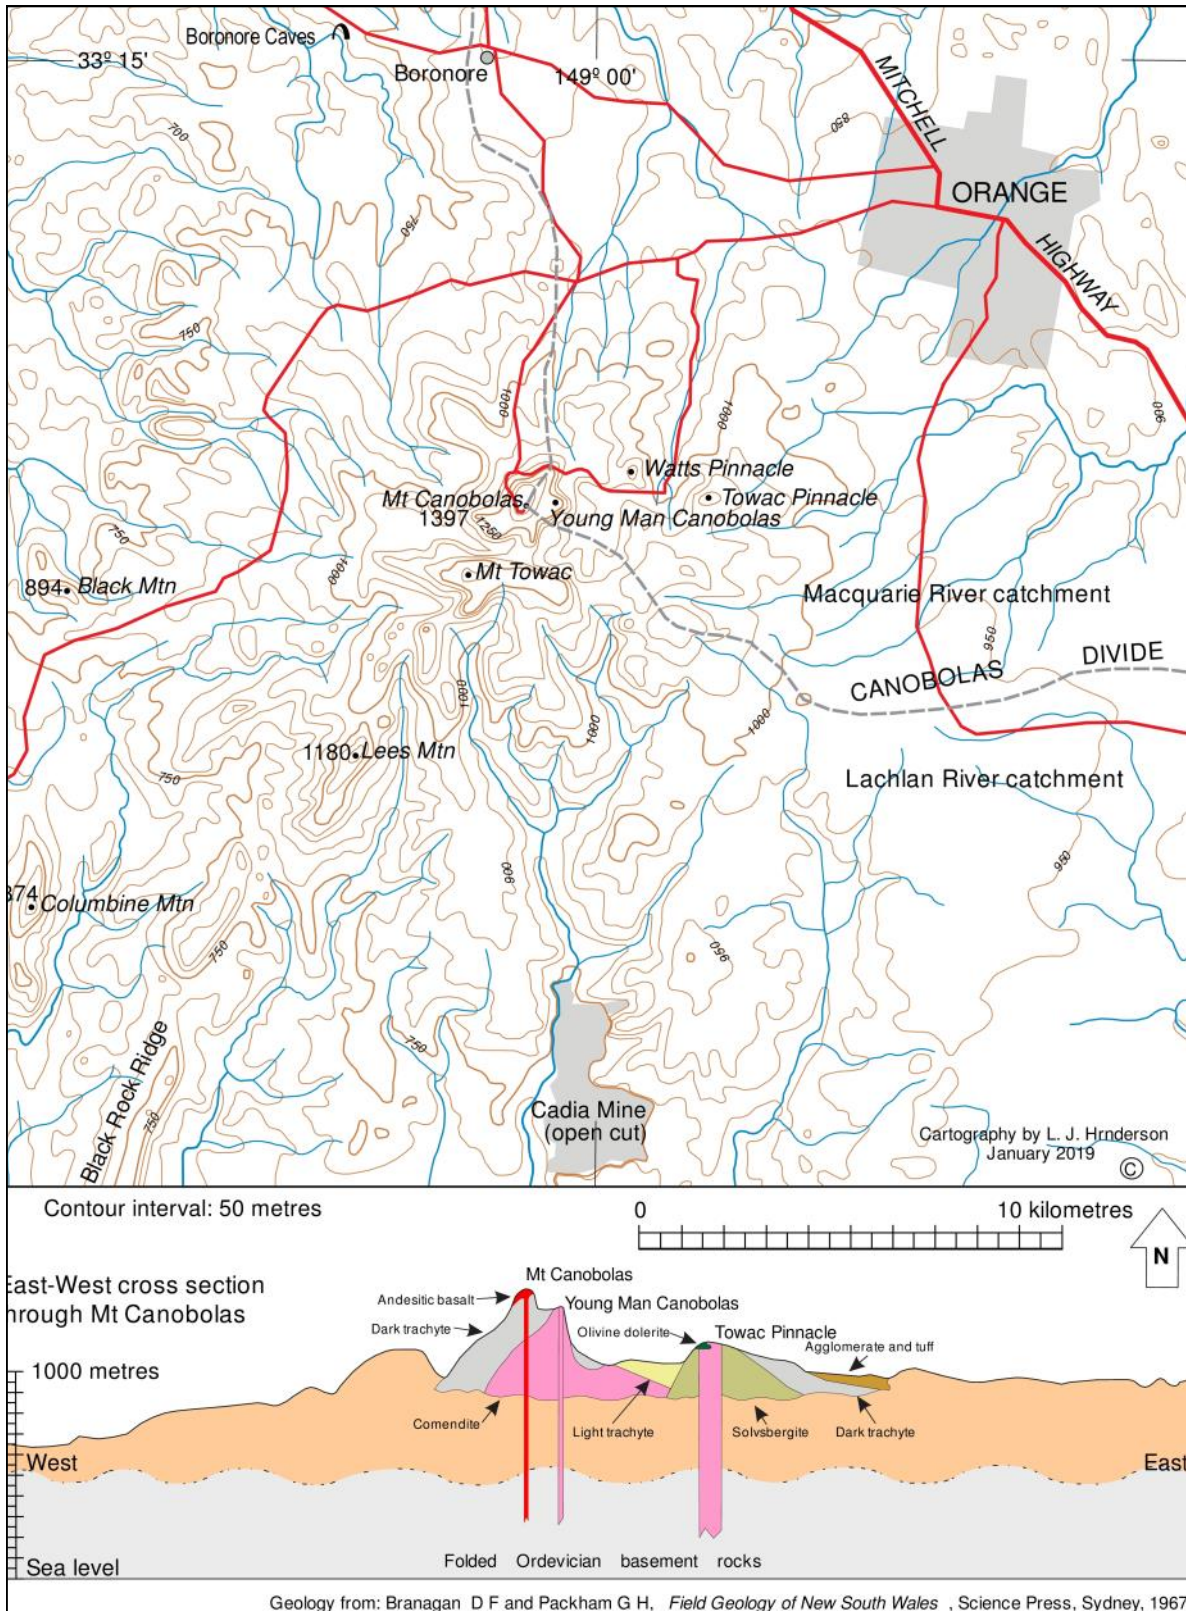 Boronore Caves
33º 15'
Boronore
149º 00'
MITCHELL
700
850
ORANGE
750
HIGHWAY
750
1000
1000
900
Watts Pinnacle
Mt Canobolas
Towac Pinnacle
1397
1250
Young Man Canobolas
750
1000
Mt Towac
894 Black Mtn
Macquarie River catchment
950
DIVIDE
CANOBOLAS
1000
1000
1000
1180 Lees Mtn
750
Lachlan River catchment
950
900
874
Columbine Mtn
750
950
750
Black Rock Ridge
750
Cadia Mine
(open cut)
Cartography by L. J. Hrnderson
January 2019
©
Contour interval: 50 metres
0
10 kilometres
N
East-West cross section
hrough Mt Canobolas
Mt Canobolas
Andesitic basalt
Young Man Canobolas
Dark trachyte
Olivine dolerite
Towac Pinnacle
Agglomerate and tuff
1000 metres
Comendite
Light trachyte
Solvsbergite
Dark trachyte
West
East
Sea level
Folded Ordevician basement rocks
Geology from: Branagan D F and Packham G H, Field Geology of New South Wales , Science Press, Sydney, 1967